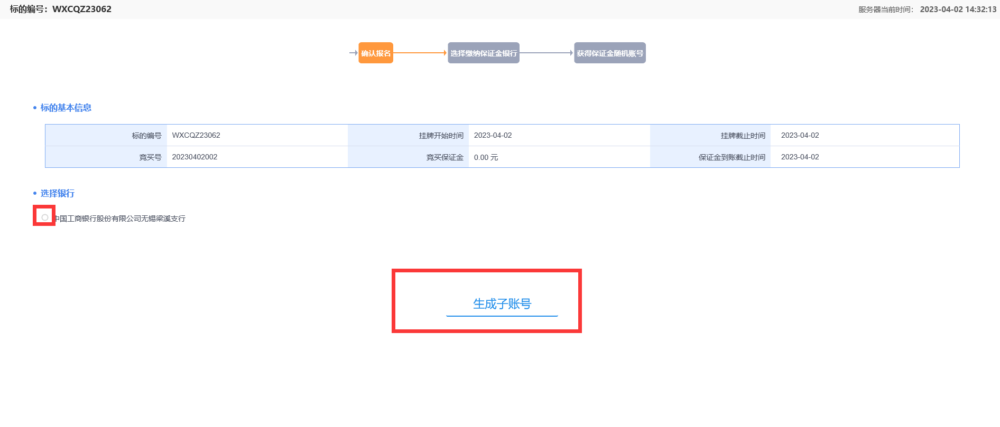 标的编号：WXCQZ23062 服务器当前时间： 2023-04-02 14:32:13
确认报名 选择缴纳保证金银行 获得保证金随机账号
标的基本信息
标的编号 WXCQZ23062 挂牌开始时间 2023-04-02 挂牌截止时间 2023-04-02
竞买号 20230402002 竞买保证金 0.00 元 保证金到账截止时间 2023-04-02
选择银行
中国工商银行股份有限公司无锡梁溪支行
生成子账号